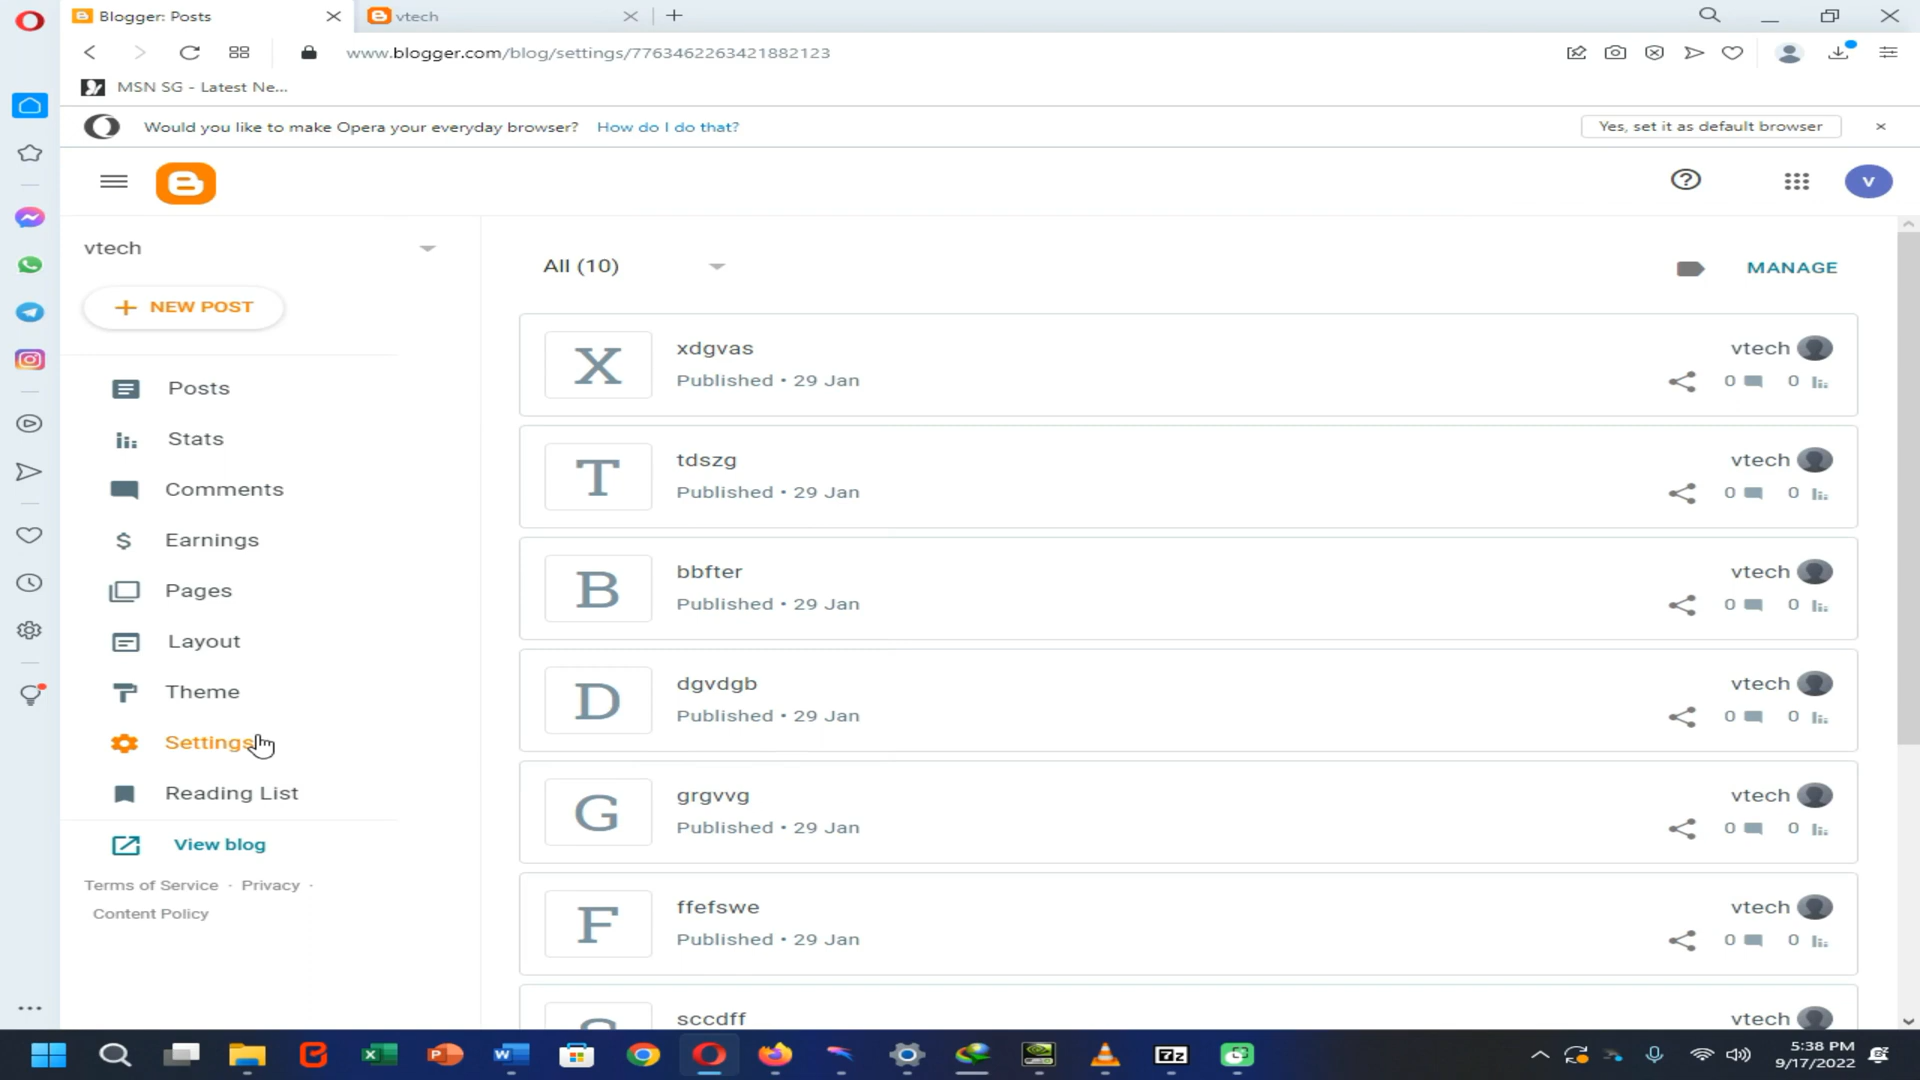 Blogger: Posts
vtech
www.blogger.com/blog/settings/7763462263421882123
MSN SG - Latest Ne...
Would you like to make Opera your everyday browser? How do I do that?
Yes, set it as default browser
V
vtech
NEW POST
Posts
Stats
Comments
Earnings
Pages
Layout
Theme
Settings
Reading List
View blog
Terms of Service · Privacy ·
Content Policy
All (10)
MANAGE
X
xdgvas
Published • 29 Jan
vtech
0 0
T
tdszg
Published • 29 Jan
vtech
0 0
B
bbfter
Published • 29 Jan
vtech
0 0
D
dgvdgb
Published • 29 Jan
vtech
0 0
G
grgvvg
Published • 29 Jan
vtech
0 0
F
ffefswe
Published • 29 Jan
vtech
0 0
sccdff
vtech
7z
5:38 PM
9/17/2022